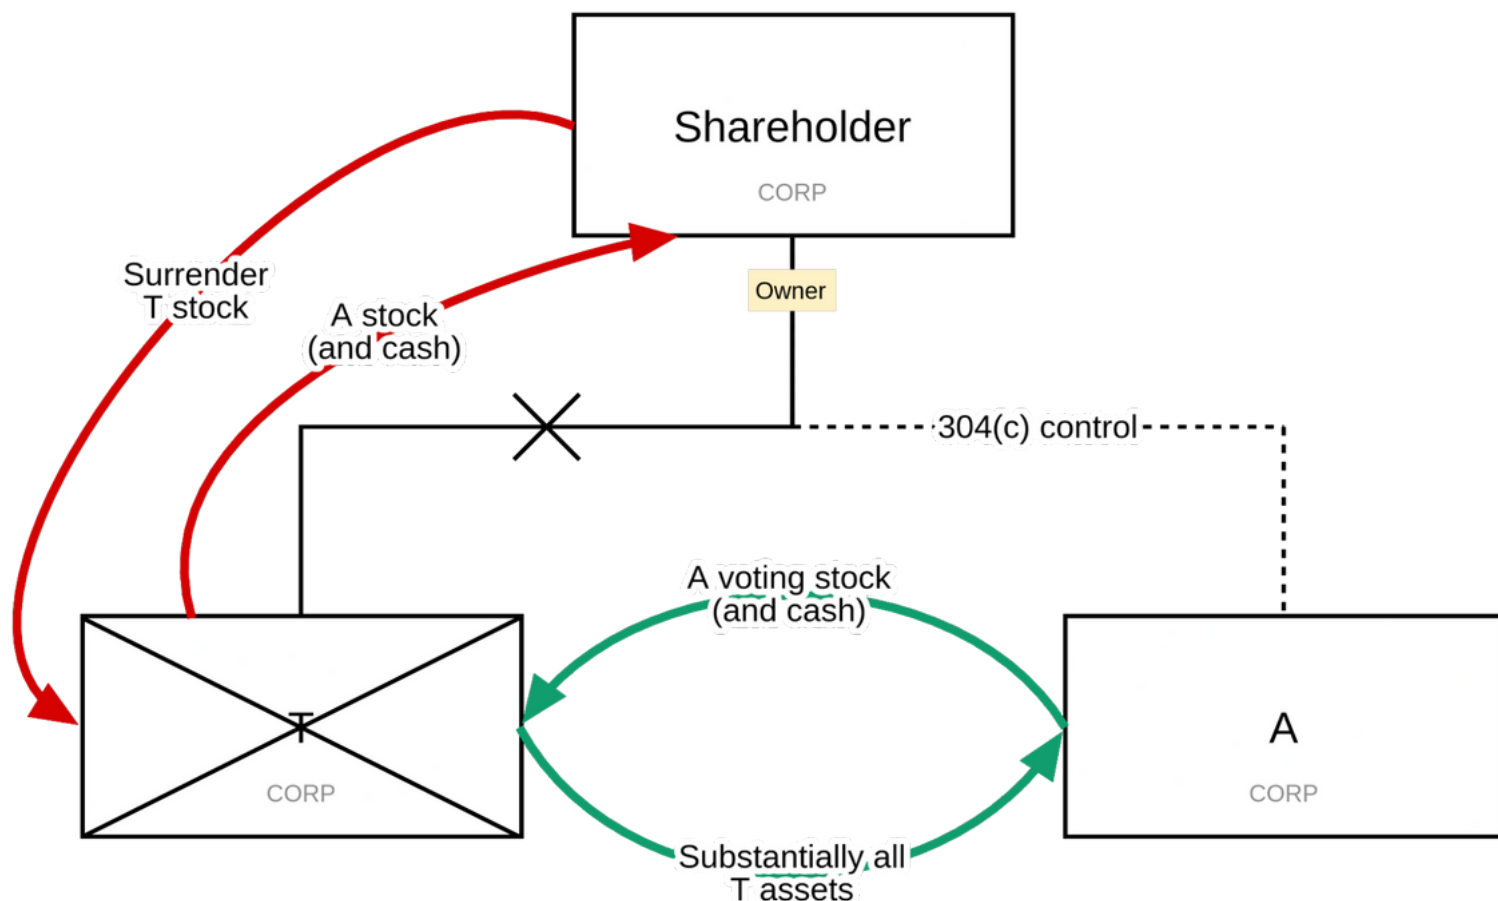 Shareholder
CORP
Owner
Surrender
T stock
A stock
(and cash)
304(c) control
A voting stock
(and cash)
T
CORP
A
CORP
Substantially all
T assets